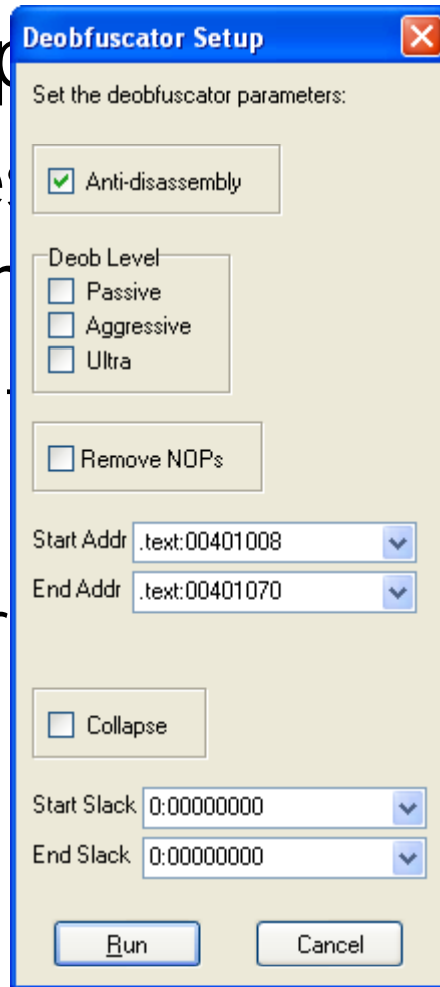 Deobfuscator Setup
Set the deobfuscator parameters:
Anti-disassembly
Deob Level
Passive
Aggressive
Ultra
Remove NOPs
Start Addr .text:00401008
End Addr .text:00401070
Collapse
Start Slack 0:00000000
End Slack 0:00000000
Run Cancel